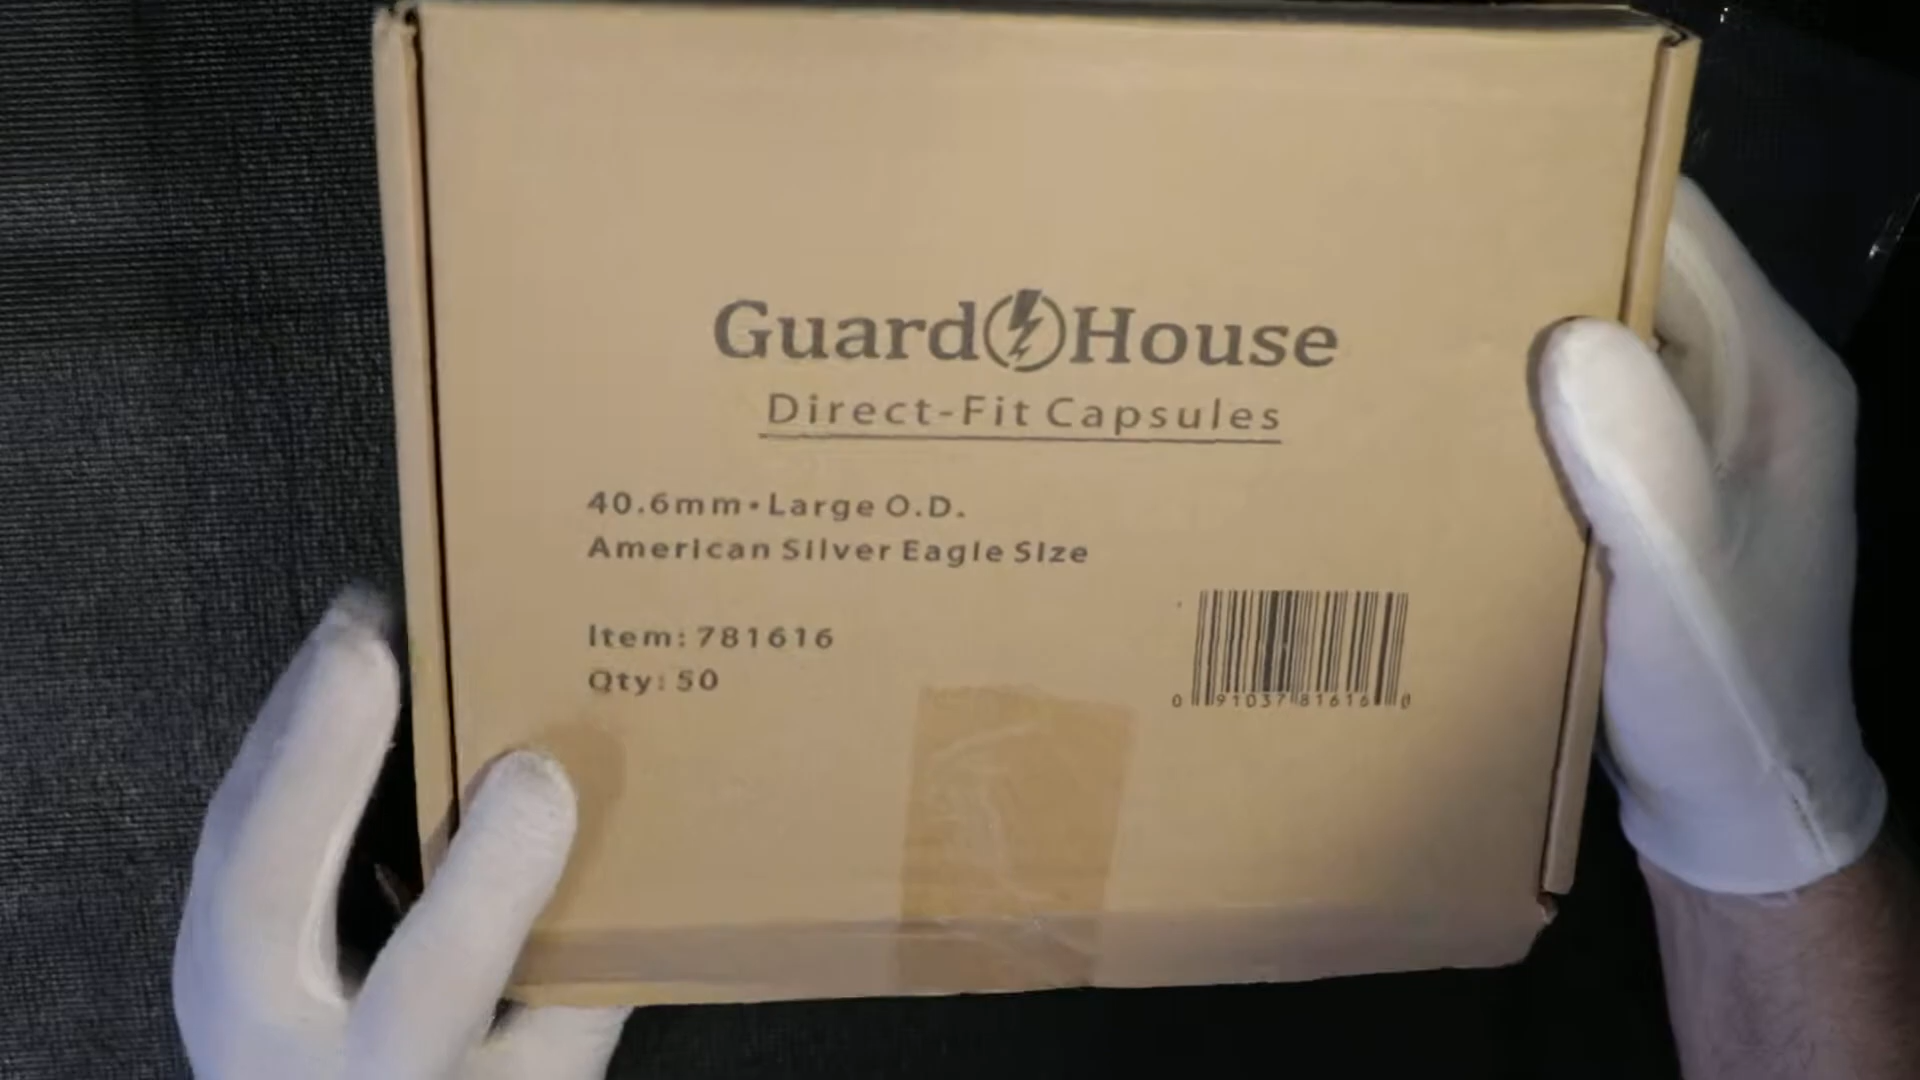 Guard House
Direct-Fit Capsules
40.6mm•Large O.D.
American Silver Eagle Size
Item: 781616
Qty: 50
0 91037 81616 0